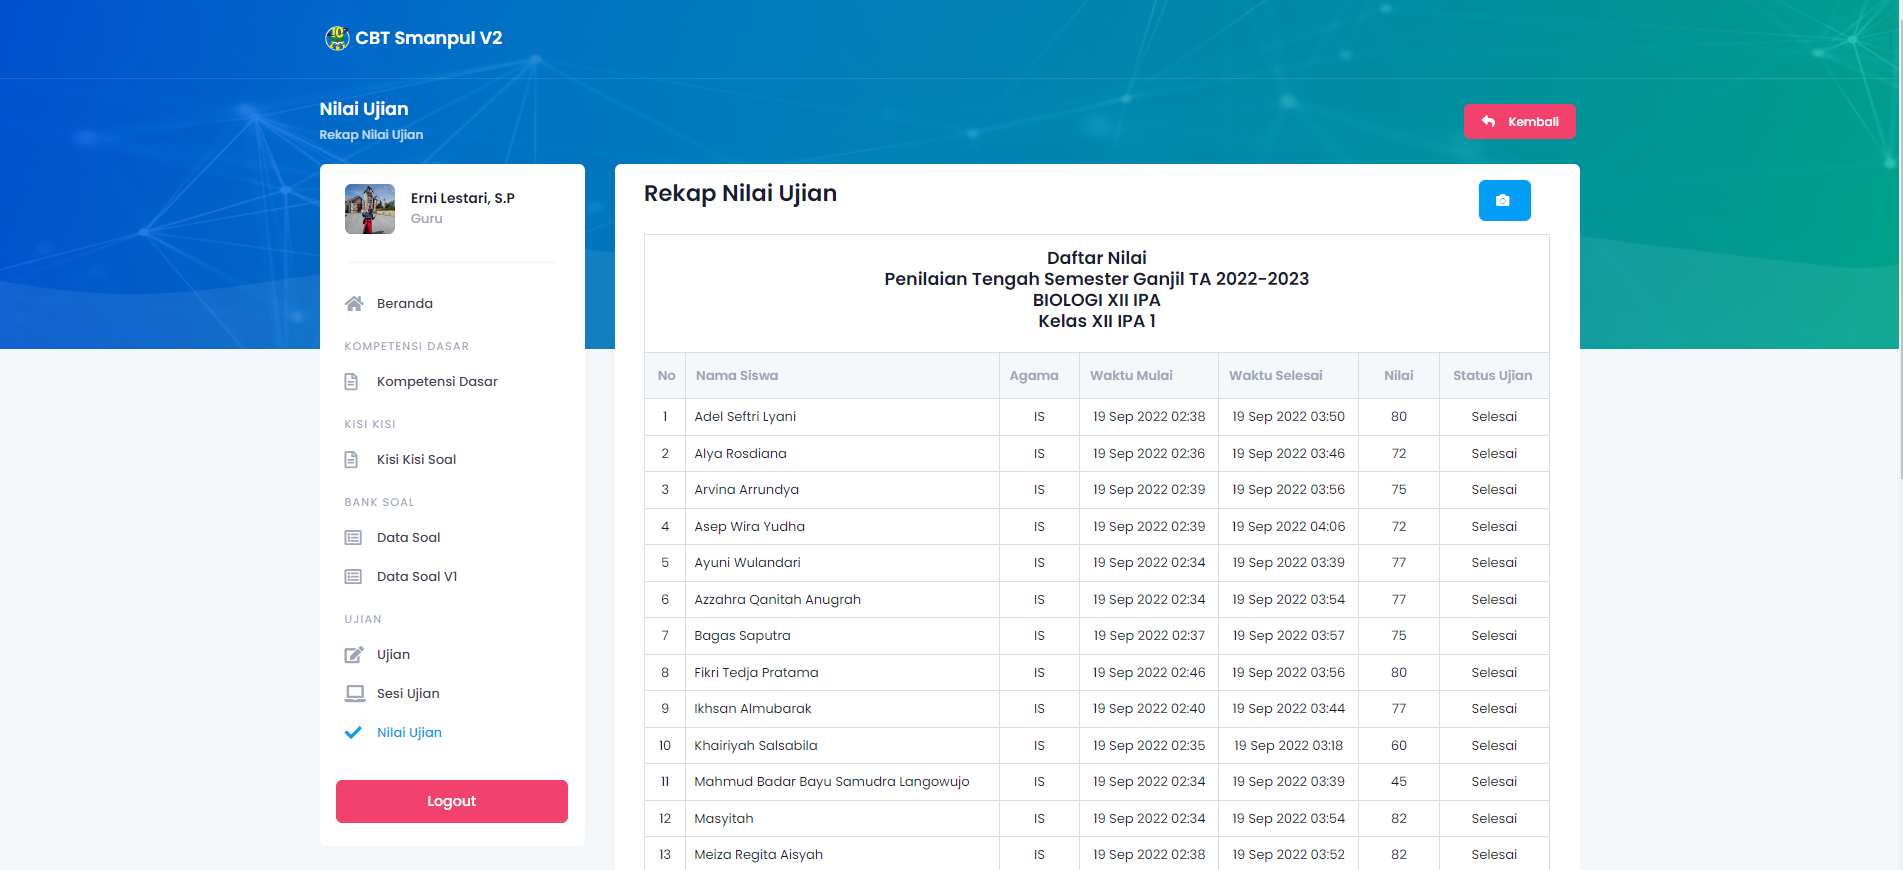 CBT Smanpul V2
Nilai Ujian
Rekap Nilai Ujian
Kembali
Erni Lestari, S.P
Guru
Beranda
KOMPETENSI DASAR
Kompetensi Dasar
KISI KISI
Kisi Kisi Soal
BANK SOAL
Data Soal
Data Soal V1
UJIAN
Ujian
Sesi Ujian
Nilai Ujian
Logout
Rekap Nilai Ujian
Daftar Nilai
Penilaian Tengah Semester Ganjil TA 2022-2023
BIOLOGI XII IPA
Kelas XII IPA 1
No Nama Siswa Agama Waktu Mulai Waktu Selesai Nilai Status Ujian
1 Adel Seftri Lyani IS 19 Sep 2022 02:38 19 Sep 2022 03:50 80 Selesai
2 Alya Rosdiana IS 19 Sep 2022 02:36 19 Sep 2022 03:46 72 Selesai
3 Arvina Arrundya IS 19 Sep 2022 02:39 19 Sep 2022 03:56 75 Selesai
4 Asep Wira Yudha IS 19 Sep 2022 02:39 19 Sep 2022 04:06 72 Selesai
5 Ayuni Wulandari IS 19 Sep 2022 02:34 19 Sep 2022 03:39 77 Selesai
6 Azzahra Qanitah Anugrah IS 19 Sep 2022 02:34 19 Sep 2022 03:54 77 Selesai
7 Bagas Saputra IS 19 Sep 2022 02:37 19 Sep 2022 03:57 75 Selesai
8 Fikri Tedja Pratama IS 19 Sep 2022 02:46 19 Sep 2022 03:56 80 Selesai
9 Ikhsan Almubarak IS 19 Sep 2022 02:40 19 Sep 2022 03:44 77 Selesai
10 Khairiyah Salsabila IS 19 Sep 2022 02:35 19 Sep 2022 03:18 60 Selesai
11 Mahmud Badar Bayu Samudra Langowujo IS 19 Sep 2022 02:34 19 Sep 2022 03:39 45 Selesai
12 Masyitah IS 19 Sep 2022 02:34 19 Sep 2022 03:54 82 Selesai
13 Meiza Regita Aisyah IS 19 Sep 2022 02:38 19 Sep 2022 03:52 82 Selesai